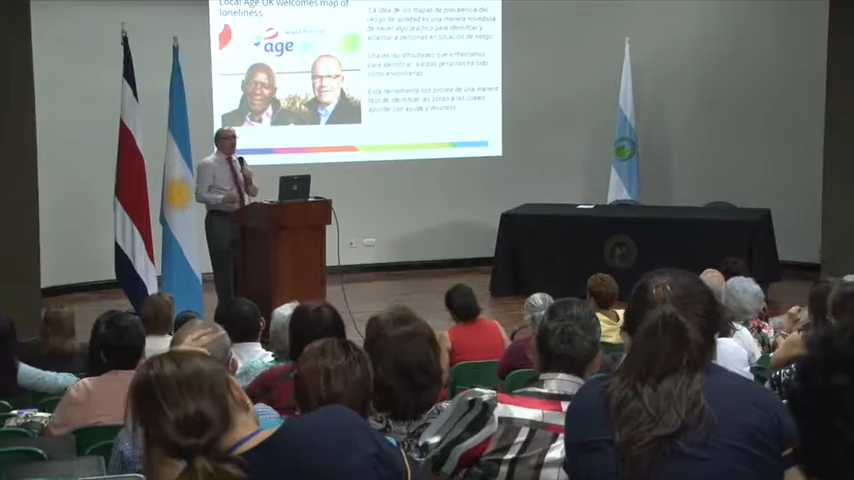 Local Age UK welcomes map of
loneliness
age
La idea de los mapas de prevalencia del
riesgo de soledad es una manera novedosa
de hacer algo práctico para identificar y
alcanzar a personas en situación de riesgo.
Una de las dificultades que enfrentamos
para identificar a estas personas ha sido
cómo encontrarlas.
Esta herramienta nos provee de una manera
de identificar las zonas a las cuales
apuntar con ayuda y recursos.